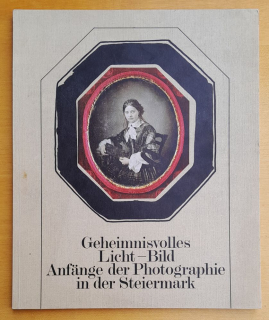 Geheimnisvolles
Licht–Bild
Anfänge der Photographie
in der Steiermark